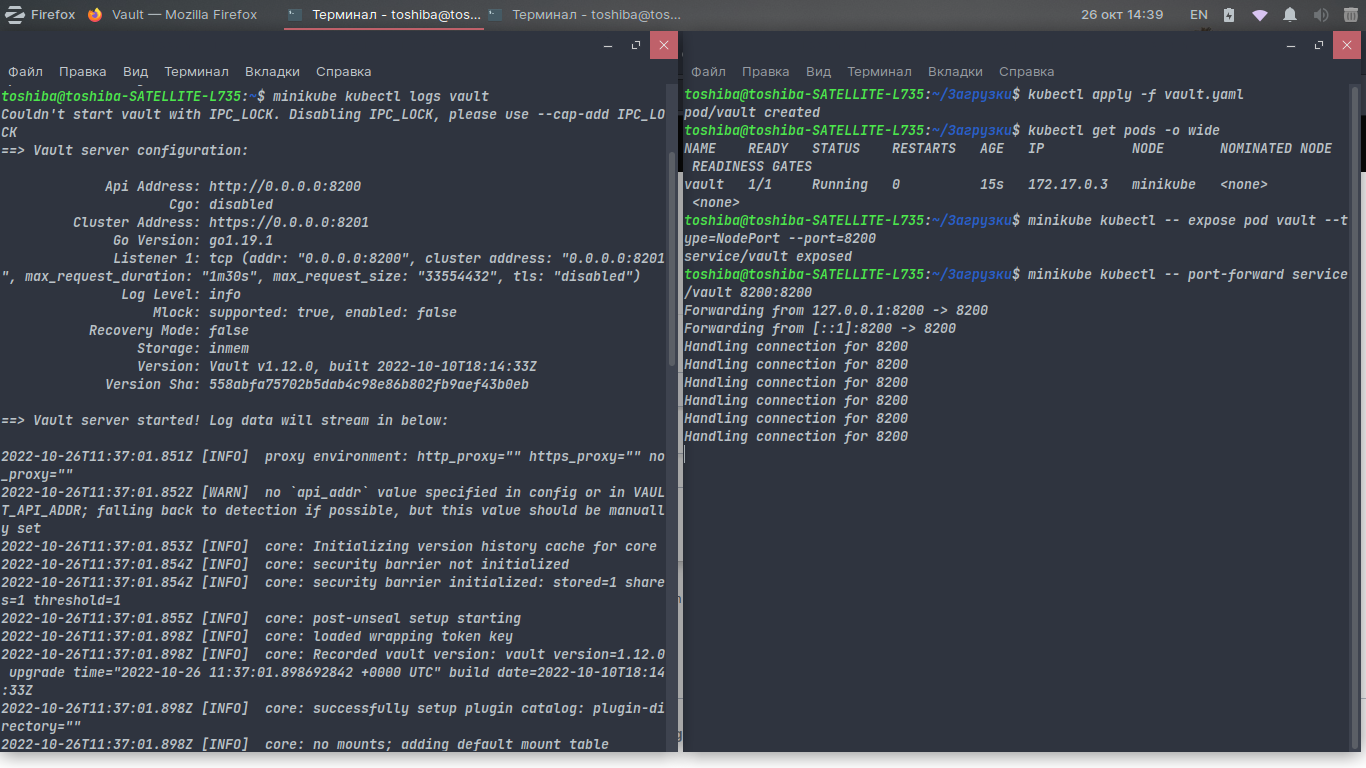 Firefox
Vault — Mozilla Firefox
Терминал - toshiba@tos...
Терминал - toshiba@tos...
26 окт 14:39
EN
Файл Правка Вид Терминал Вкладки Справка
toshiba@toshiba-SATELLITE-L735:~$ minikube kubectl logs vault
Couldn't start vault with IPC_LOCK. Disabling IPC_LOCK, please use --cap-add IPC_LO
CK
==> Vault server configuration:
Api Address: http://0.0.0.0:8200
Cgo: disabled
Cluster Address: https://0.0.0.0:8201
Go Version: go1.19.1
Listener 1: tcp (addr: "0.0.0.0:8200", cluster address: "0.0.0.0:8201
", max_request_duration: "1m30s", max_request_size: "33554432", tls: "disabled")
Log Level: info
Mlock: supported: true, enabled: false
Recovery Mode: false
Storage: inmem
Version: Vault v1.12.0, built 2022-10-10T18:14:33Z
Version Sha: 558abfa75702b5dab4c98e86b802fb9aef43b0eb
==> Vault server started! Log data will stream in below:
2022-10-26T11:37:01.851Z [INFO]  proxy environment: http_proxy="" https_proxy="" no
_proxy=""
2022-10-26T11:37:01.852Z [WARN]  no `api_addr` value specified in config or in VAUL
T_API_ADDR; falling back to detection if possible, but this value should be manuall
y set
2022-10-26T11:37:01.853Z [INFO]  core: Initializing version history cache for core
2022-10-26T11:37:01.854Z [INFO]  core: security barrier not initialized
2022-10-26T11:37:01.854Z [INFO]  core: security barrier initialized: stored=1 share
s=1 threshold=1
2022-10-26T11:37:01.855Z [INFO]  core: post-unseal setup starting
2022-10-26T11:37:01.898Z [INFO]  core: loaded wrapping token key
2022-10-26T11:37:01.898Z [INFO]  core: Recorded vault version: vault version=1.12.0
upgrade time="2022-10-26 11:37:01.898692842 +0000 UTC" build date=2022-10-10T18:14
:33Z
2022-10-26T11:37:01.898Z [INFO]  core: successfully setup plugin catalog: plugin-di
rectory=""
2022-10-26T11:37:01.898Z [INFO]  core: no mounts; adding default mount table
Файл Правка Вид Терминал Вкладки Справка
toshiba@toshiba-SATELLITE-L735:~/Загрузки$ kubectl apply -f vault.yaml
pod/vault created
toshiba@toshiba-SATELLITE-L735:~/Загрузки$ kubectl get pods -o wide
NAME    READY   STATUS    RESTARTS   AGE   IP           NODE       NOMINATED NODE
READINESS GATES
vault   1/1     Running   0          15s   172.17.0.3   minikube   <none>
<none>
toshiba@toshiba-SATELLITE-L735:~/Загрузки$ minikube kubectl -- expose pod vault --t
ype=NodePort --port=8200
service/vault exposed
toshiba@toshiba-SATELLITE-L735:~/Загрузки$ minikube kubectl -- port-forward service
/vault 8200:8200
Forwarding from 127.0.0.1:8200 -> 8200
Forwarding from [::1]:8200 -> 8200
Handling connection for 8200
Handling connection for 8200
Handling connection for 8200
Handling connection for 8200
Handling connection for 8200
Handling connection for 8200